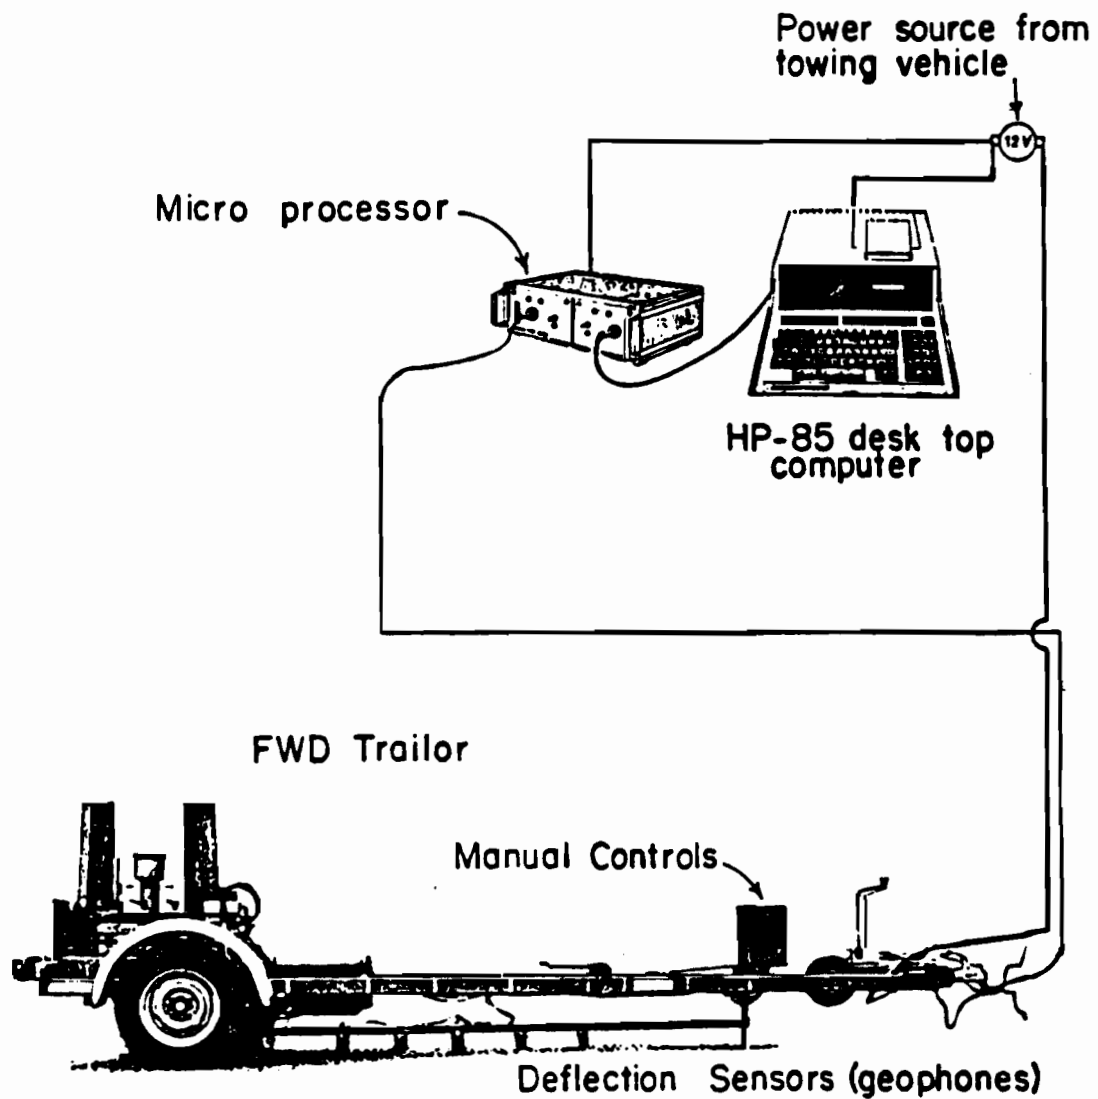 Power source from
towing vehicle
12 V
Micro processor
HP-85 desk top
computer
FWD Trailor
Manual Controls
Deflection Sensors (geophones)